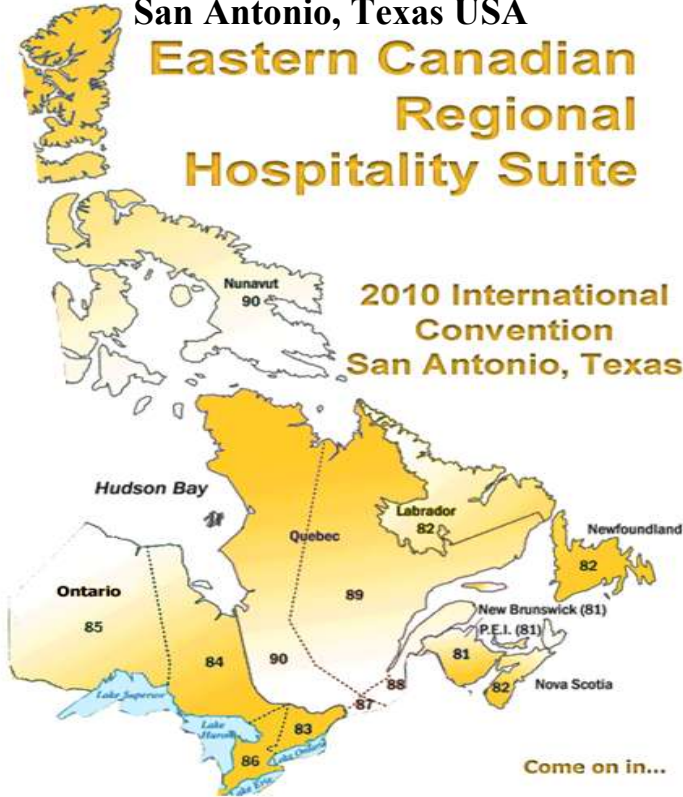 San Antonio, Texas USA
Eastern Canadian
Regional
Hospitality Suite
Nunavut
90
2010 International
Convention
San Antonio, Texas
Hudson Bay
Labrador
82
Quebec
Newfoundland
82
Ontario
85
89
New Brunswick (81)
P.E.I. (81)
84
90
81
88
82
Nova Scotia
87
Lake Superior
Lake
Huron
83
86
Lake Ontario
Lake Erie
Come on in...